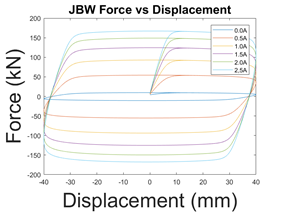 JBW Force vs Displacement
Force (kN)
200
150
100
50
0
-50
-100
-150
-200
0.0A
0.5A
1.0A
1.5A
2.0A
2.5A
-40 -30 -20 -10 0 10 20 30 40
Displacement (mm)